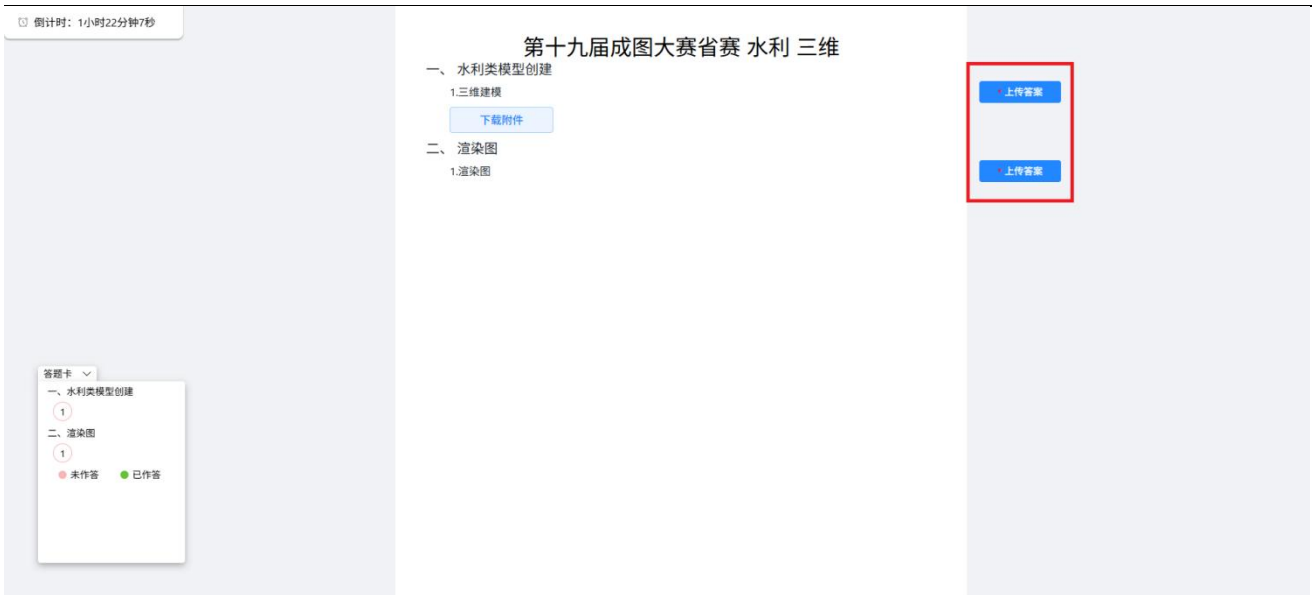 倒计时：1小时22分钟7秒
第十九届成图大赛省赛 水利 三维
一、 水利类模型创建
1.三维建模
* 上传答案
下载附件
二、 渲染图
1.渲染图
* 上传答案
答题卡
一、水利类模型创建
1
二、渲染图
1
未作答 已作答